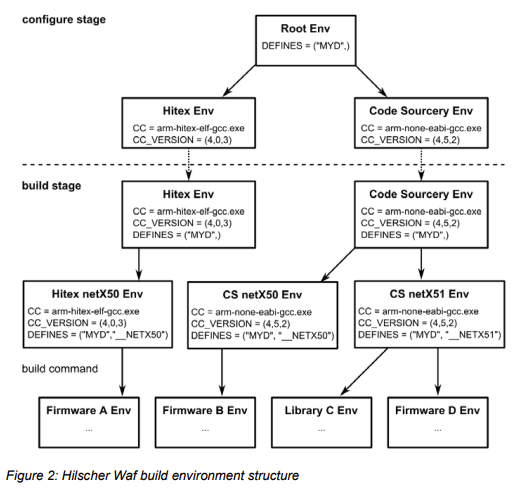 configure stage
Root Env
DEFINES = ("MYD",)
Hitex Env
CC = arm-hitex-elf-gcc.exe
CC_VERSION = (4,0,3)
Code Sourcery Env
CC = arm-none-eabi-gcc.exe
CC_VERSION = (4,5,2)
build stage
Hitex Env
CC = arm-hitex-elf-gcc.exe
CC_VERSION = (4,0,3)
DEFINES = ("MYD",)
Code Sourcery Env
CC = arm-none-eabi-gcc.exe
CC_VERSION = (4,5,2)
DEFINES = ("MYD",)
Hitex netX50 Env
CC = arm-hitex-elf-gcc.exe
CC_VERSION = (4,0,3)
DEFINES = ("MYD","__NETX50")
CS netX50 Env
CC = arm-none-eabi-gcc.exe
CC_VERSION = (4,5,2)
DEFINES = ("MYD", "__NETX50")
CS netX51 Env
CC = arm-none-eabi-gcc.exe
CC_VERSION = (4,5,2)
DEFINES = ("MYD", "__NETX51")
build command
Firmware A Env
...
Firmware B Env
...
Library C Env
...
Firmware D Env
...
Figure 2: Hilscher Waf build environment structure